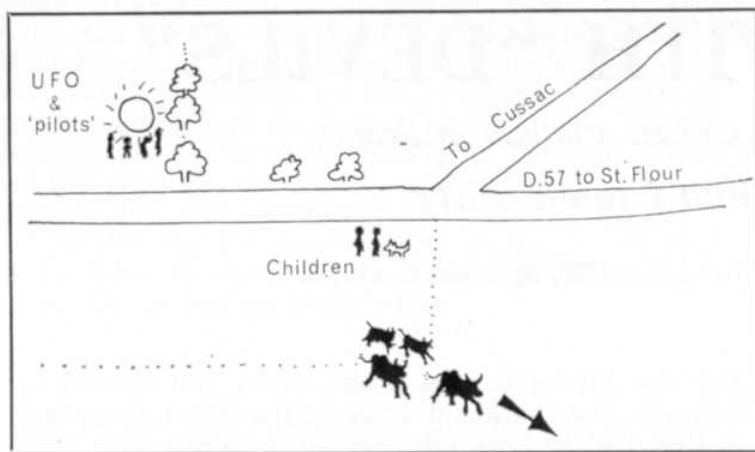 UFO
&
'pilots'
To Cussac
D.57 to St. Flour
Children